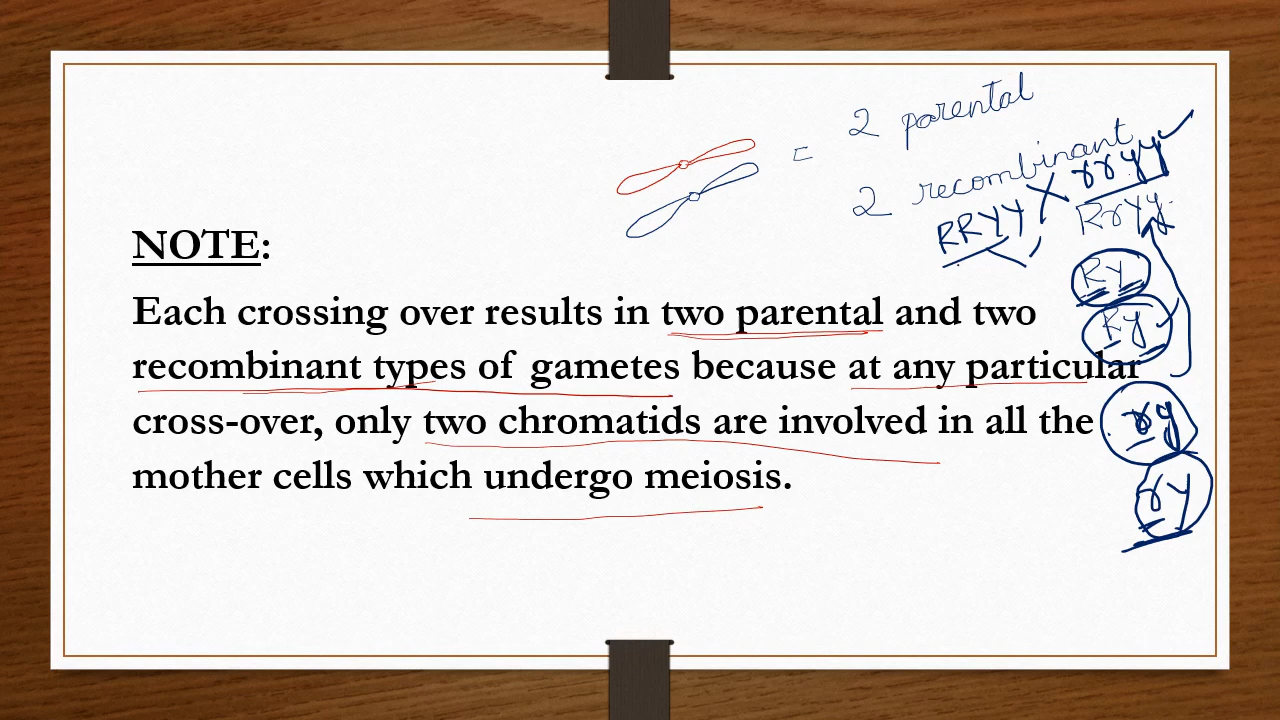 = 2 parental
2 recombinant
RRYY X rryy
RrYy
RY
Ry
ry
rY
NOTE:
Each crossing over results in two parental and two
recombinant types of gametes because at any particular
cross-over, only two chromatids are involved in all the
mother cells which undergo meiosis.